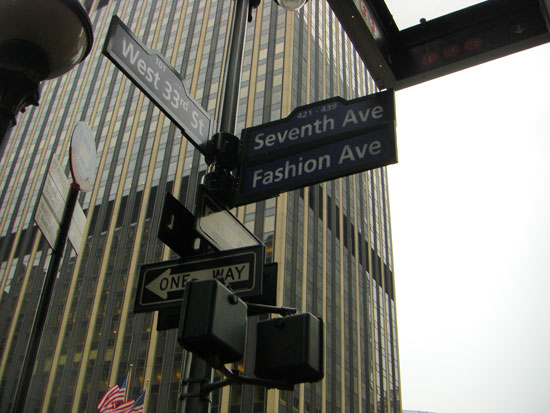 West 33rd St
421 - 439
Seventh Ave
Fashion Ave
ONE WAY